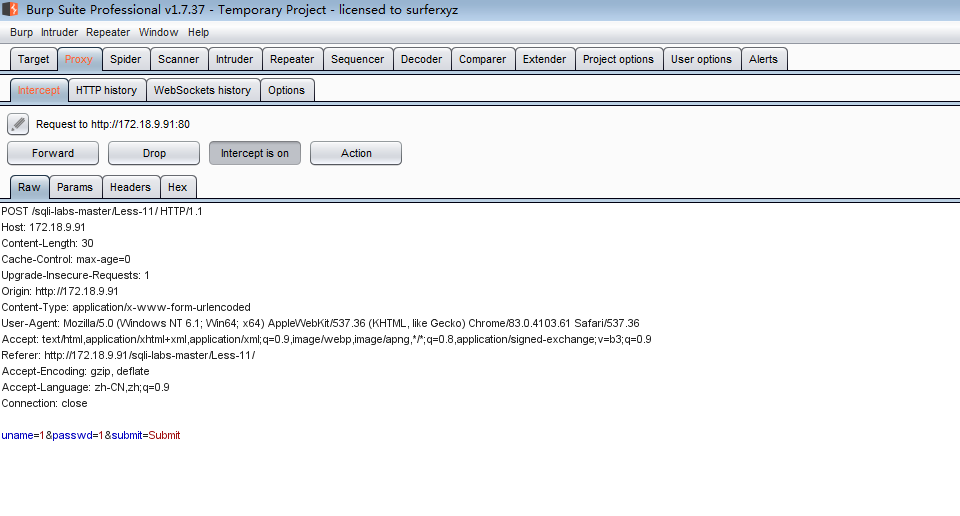 Burp Suite Professional v1.7.37 - Temporary Project - licensed to surferxyz
Burp Intruder Repeater Window Help
Target Proxy Spider Scanner Intruder Repeater Sequencer Decoder Comparer Extender Project options User options Alerts
Intercept HTTP history WebSockets history Options
Request to http://172.18.9.91:80
Forward Drop Intercept is on Action
Raw Params Headers Hex
POST /sqli-labs-master/Less-11/ HTTP/1.1
Host: 172.18.9.91
Content-Length: 30
Cache-Control: max-age=0
Upgrade-Insecure-Requests: 1
Origin: http://172.18.9.91
Content-Type: application/x-www-form-urlencoded
User-Agent: Mozilla/5.0 (Windows NT 6.1; Win64; x64) AppleWebKit/537.36 (KHTML, like Gecko) Chrome/83.0.4103.61 Safari/537.36
Accept: text/html,application/xhtml+xml,application/xml;q=0.9,image/webp,image/apng,*/*;q=0.8,application/signed-exchange;v=b3;q=0.9
Referer: http://172.18.9.91/sqli-labs-master/Less-11/
Accept-Encoding: gzip, deflate
Accept-Language: zh-CN,zh;q=0.9
Connection: close
uname=1&passwd=1&submit=Submit